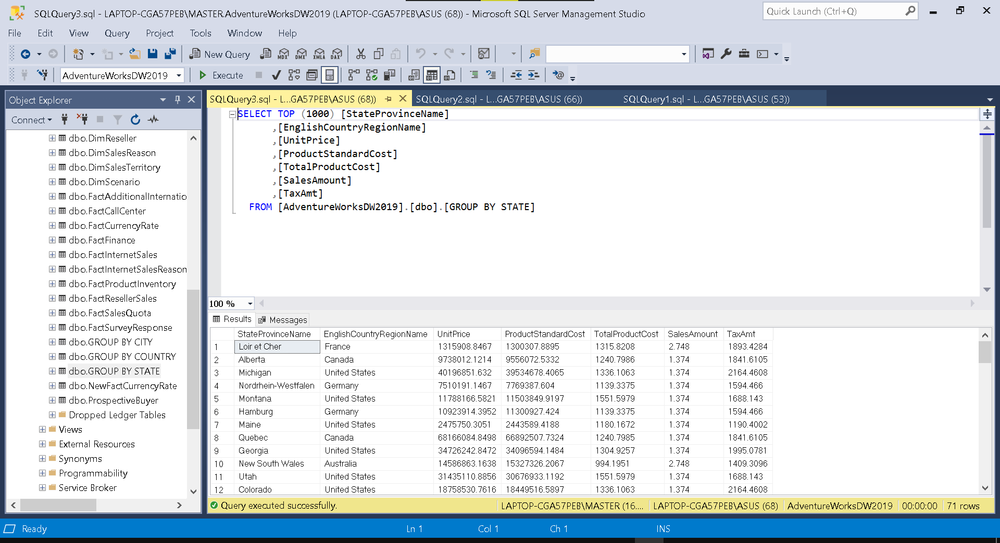 SQLQuery3.sql - LAPTOP-CGA57PEB\MASTER.AdventureWorksDW2019 (LAPTOP-CGA57PEB\ASUS (68)) - Microsoft SQL Server Management Studio
Quick Launch (Ctrl+Q)
File Edit View Query Project Tools Window Help
New Query MDX DMX XMLA DAX
AdventureWorksDW2019 Execute
Object Explorer
Connect
dbo.DimReseller
dbo.DimSalesReason
dbo.DimSalesTerritory
dbo.DimScenario
dbo.FactAdditionalInternatio
dbo.FactCallCenter
dbo.FactCurrencyRate
dbo.FactFinance
dbo.FactInternetSales
dbo.FactInternetSalesReason
dbo.FactProductInventory
dbo.FactResellerSales
dbo.FactSalesQuota
dbo.FactSurveyResponse
dbo.GROUP BY CITY
dbo.GROUP BY COUNTRY
dbo.GROUP BY STATE
dbo.NewFactCurrencyRate
dbo.ProspectiveBuyer
Dropped Ledger Tables
Views
External Resources
Synonyms
Programmability
Service Broker
SQLQuery3.sql - L...GA57PEB\ASUS (68)) SQLQuery2.sql - L...GA57PEB\ASUS (66)) SQLQuery1.sql - L...GA57PEB\ASUS (53))
SELECT TOP (1000) [StateProvinceName]
,[EnglishCountryRegionName]
,[UnitPrice]
,[ProductStandardCost]
,[TotalProductCost]
,[SalesAmount]
,[TaxAmt]
FROM [AdventureWorksDW2019].[dbo].[GROUP BY STATE]
100 %
Results Messages
StateProvinceName EnglishCountryRegionName UnitPrice ProductStandardCost TotalProductCost SalesAmount TaxAmt
1 Loir et Cher France 1315908.8467 1300307.8895 1315.8208 2.748 1893.4284
2 Alberta Canada 9738012.1214 9556072.5332 1240.7986 1.374 1841.6105
3 Michigan United States 40196851.632 39534678.4065 1336.1063 1.374 2164.4608
4 Nordrhein-Westfalen Germany 7510191.1467 7769387.604 1139.3375 1.374 1594.466
5 Montana United States 11788166.5821 11503849.9197 1551.5979 1.374 1688.143
6 Hamburg Germany 10923914.3952 11300927.424 1139.3375 1.374 1594.466
7 Maine United States 2475750.3051 2443589.4188 1180.1672 1.374 1190.4002
8 Quebec Canada 68166084.8498 66892507.7324 1240.7985 1.374 1841.6105
9 Georgia United States 34726242.8472 34096594.1484 1304.9257 1.374 1995.0781
10 New South Wales Australia 14586863.1638 15327326.2067 994.1951 2.748 1409.3096
11 Utah United States 31435110.8856 30676933.1192 1551.5979 1.374 1688.143
12 Colorado United States 18758530.7616 18449516.5897 1336.1063 1.374 2164.4608
Query executed successfully. LAPTOP-CGA57PEB\MASTER (16.... LAPTOP-CGA57PEB\ASUS (68) AdventureWorksDW2019 00:00:00 71 rows
Ready Ln 1 Col 1 Ch 1 INS